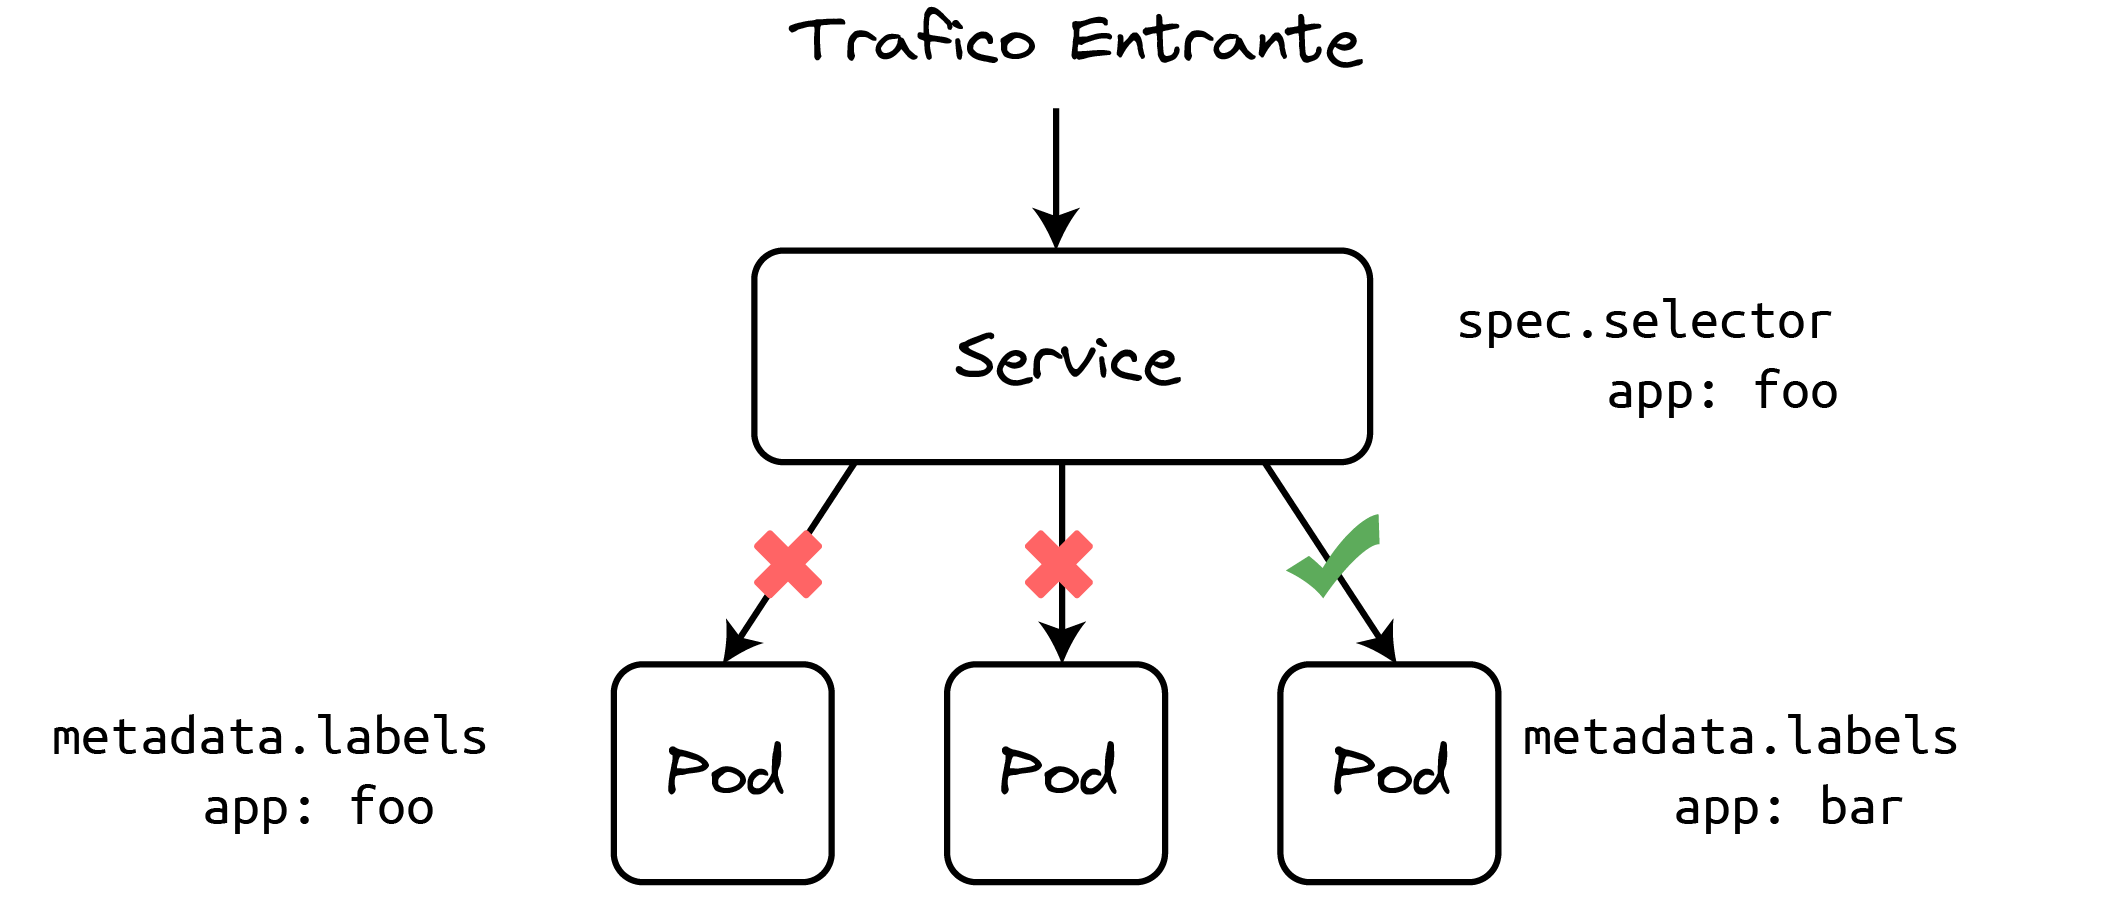 Trafico Entrante
Service
spec.selector
app: foo
metadata.labels
app: foo
Pod
Pod
Pod
metadata.labels
app: bar